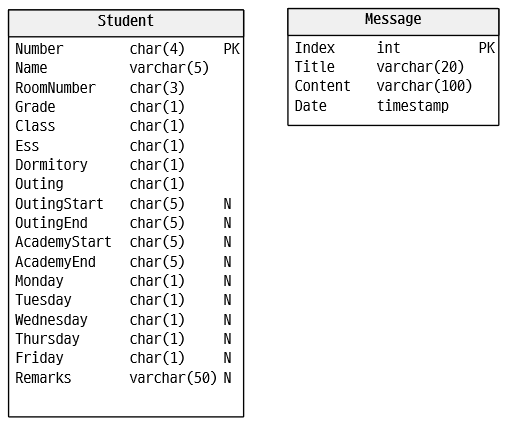 Student
Number char(4) PK
Name varchar(5)
RoomNumber char(3)
Grade char(1)
Class char(1)
Ess char(1)
Dormitory char(1)
Outing char(1)
OutingStart char(5) N
OutingEnd char(5) N
AcademyStart char(5) N
AcademyEnd char(5) N
Monday char(1) N
Tuesday char(1) N
Wednesday char(1) N
Thursday char(1) N
Friday char(1) N
Remarks varchar(50) N
Message
Index int PK
Title varchar(20)
Content varchar(100)
Date timestamp